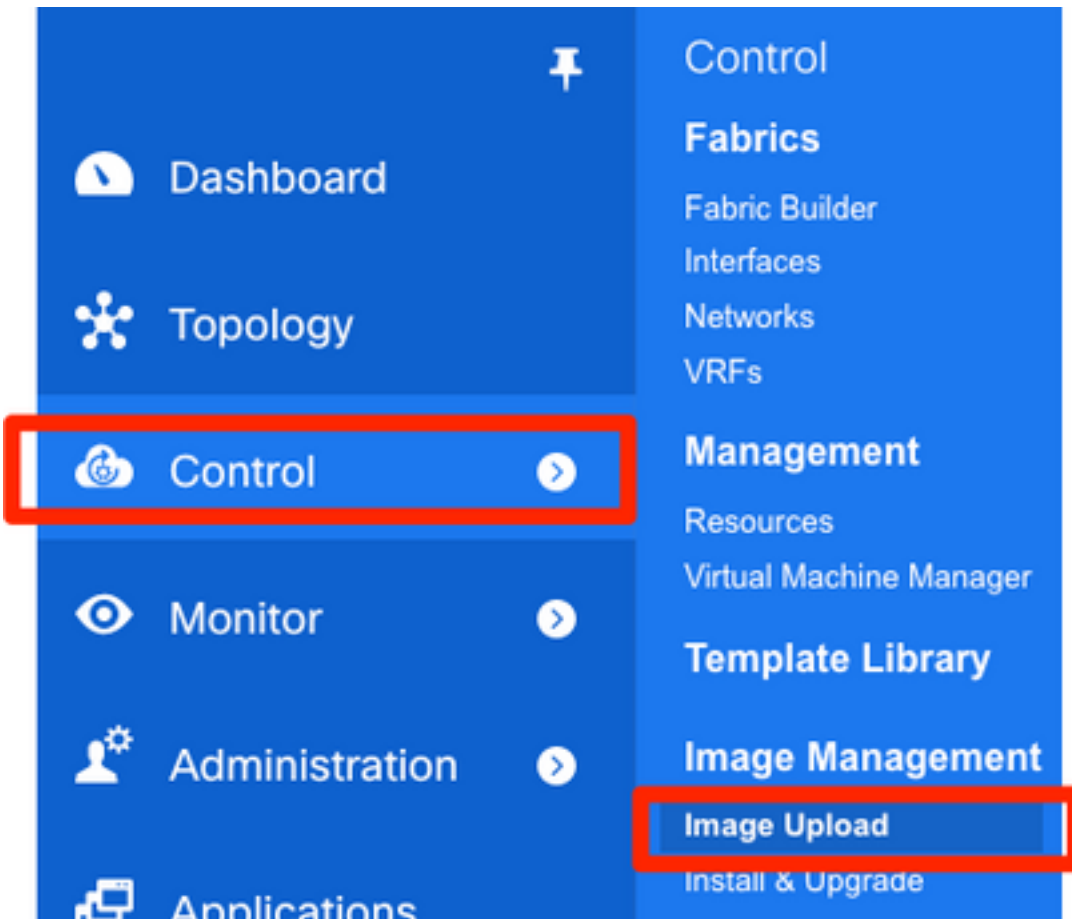 Dashboard
Topology
Control
Monitor
Administration
Applications
Control
Fabrics
Fabric Builder
Interfaces
Networks
VRFs
Management
Resources
Virtual Machine Manager
Template Library
Image Management
Image Upload
Install & Upgrade